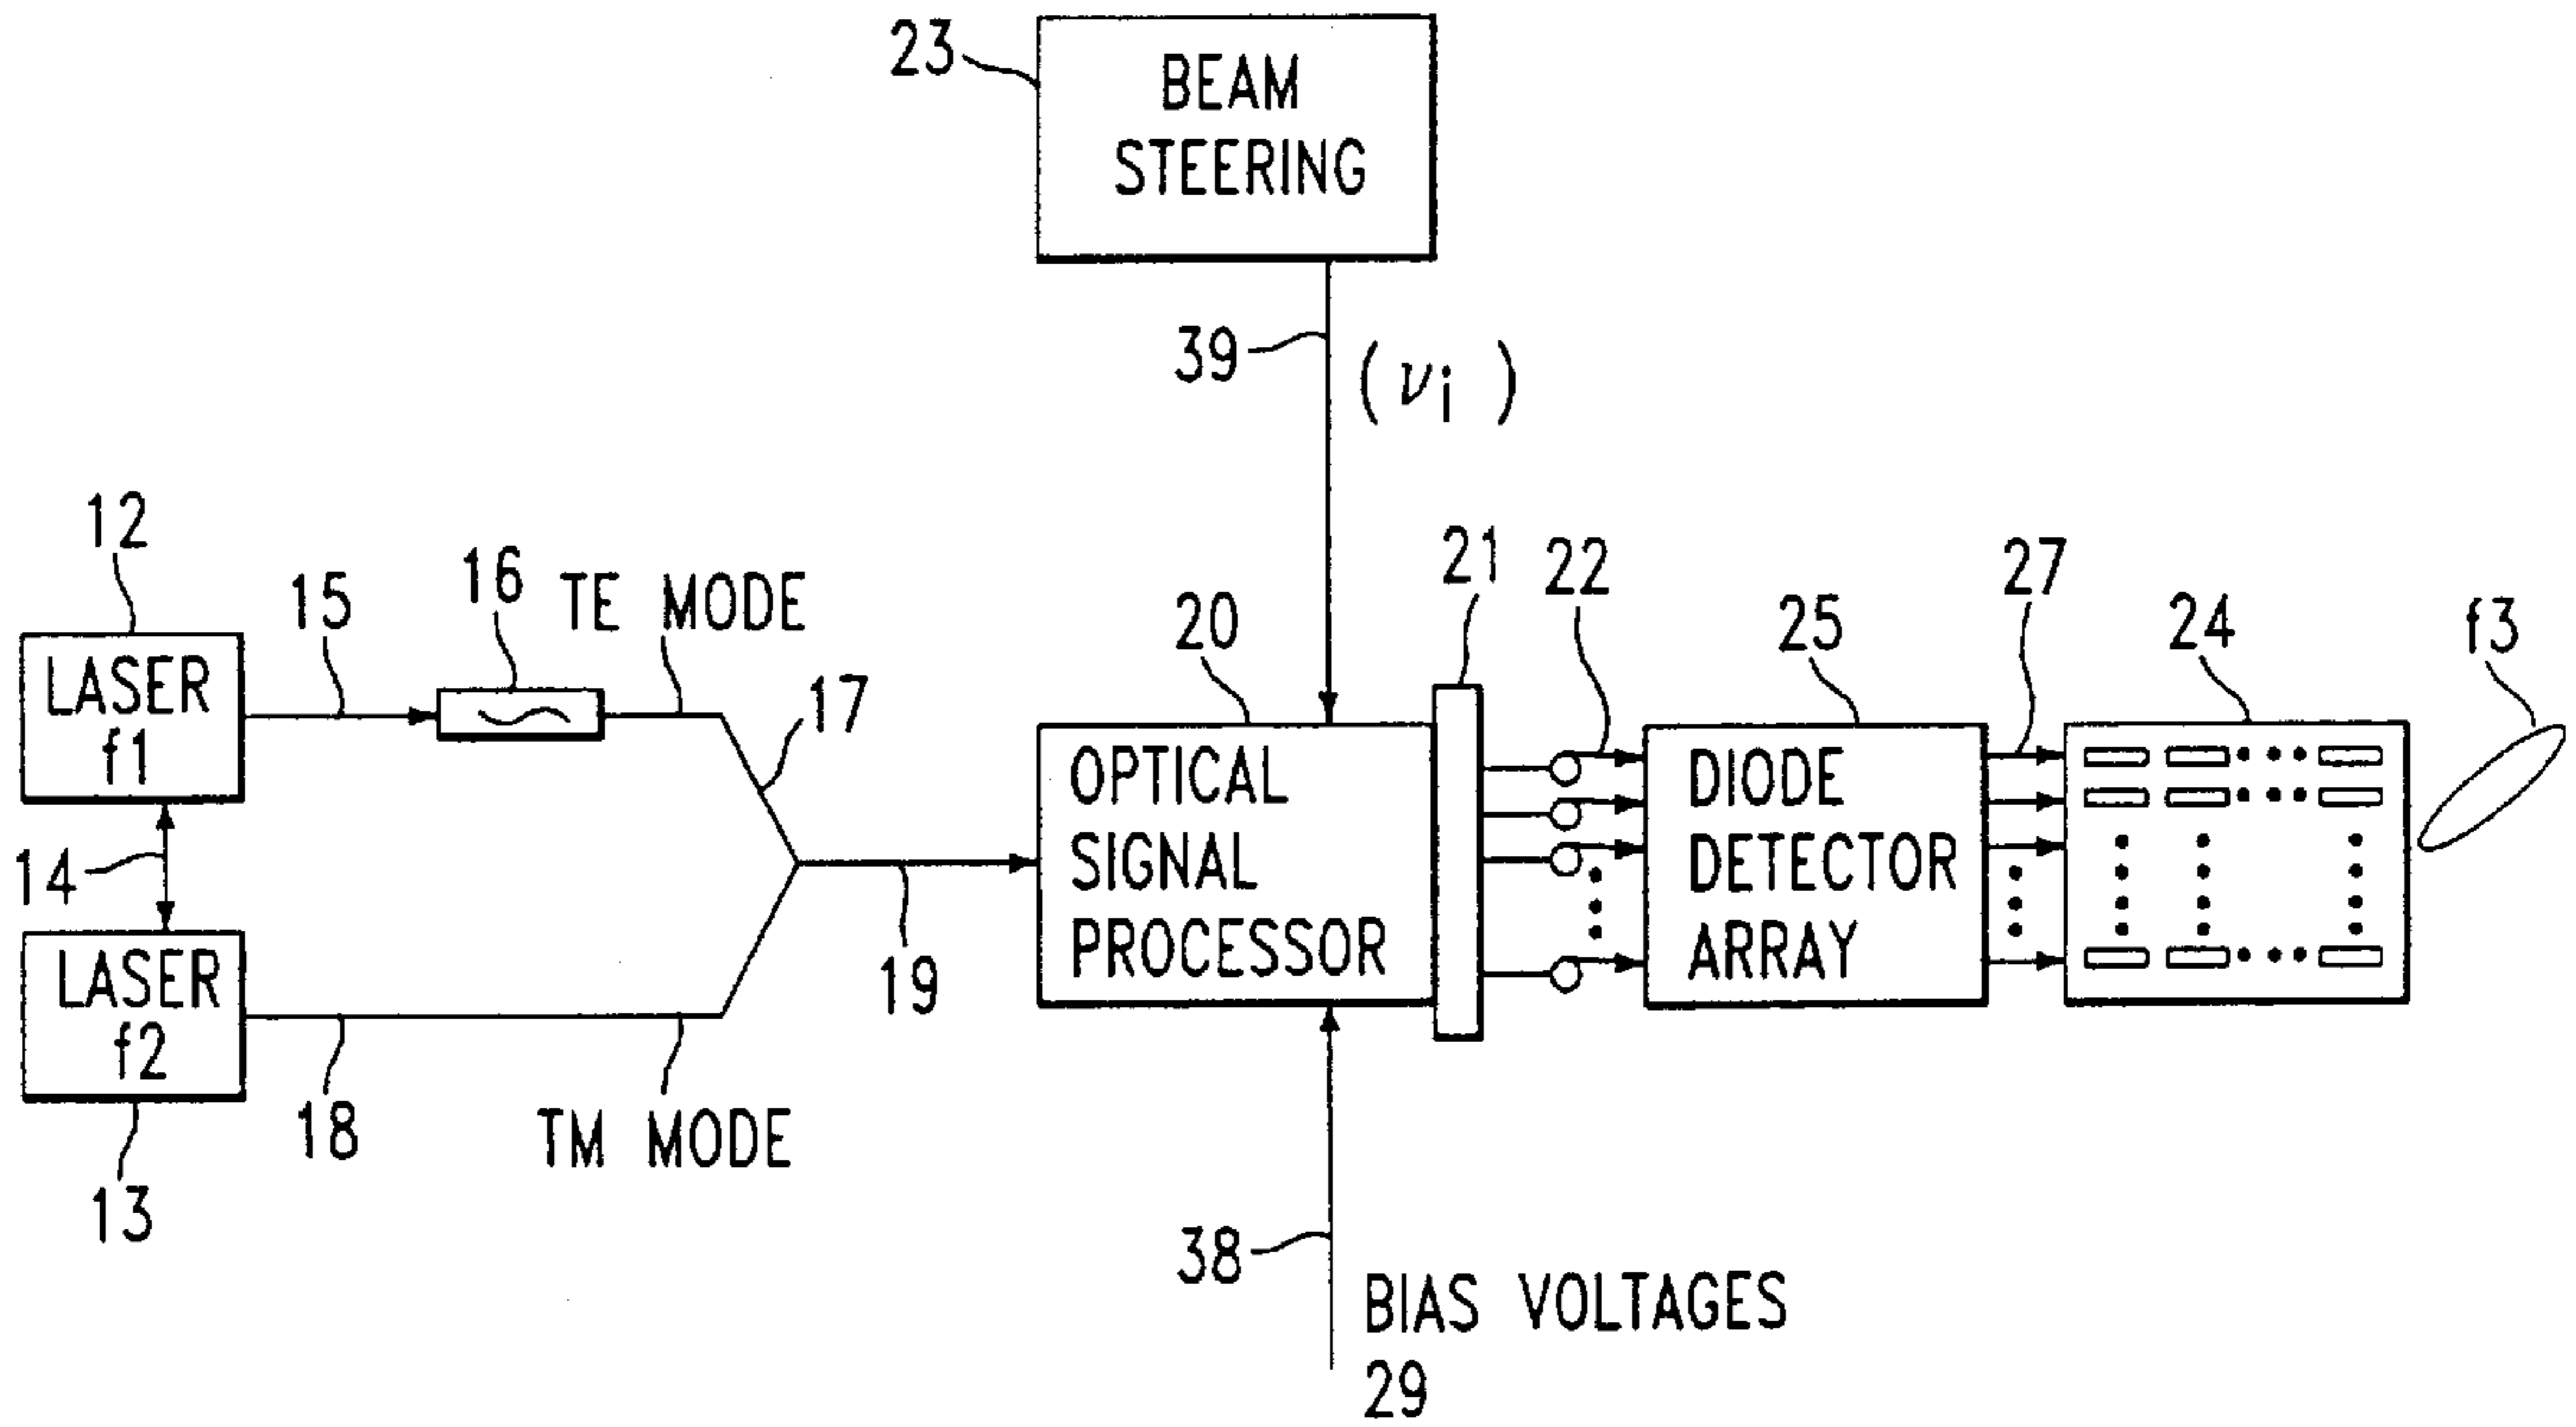 23
BEAM
STEERING
39
(νi)
12
15
16
TE MODE
17
20
21
22
25
27
24
f3
LASER
f1
14
LASER
f2
13
18
TM MODE
19
OPTICAL
SIGNAL
PROCESSOR
DIODE
DETECTOR
ARRAY
38
BIAS VOLTAGES
29